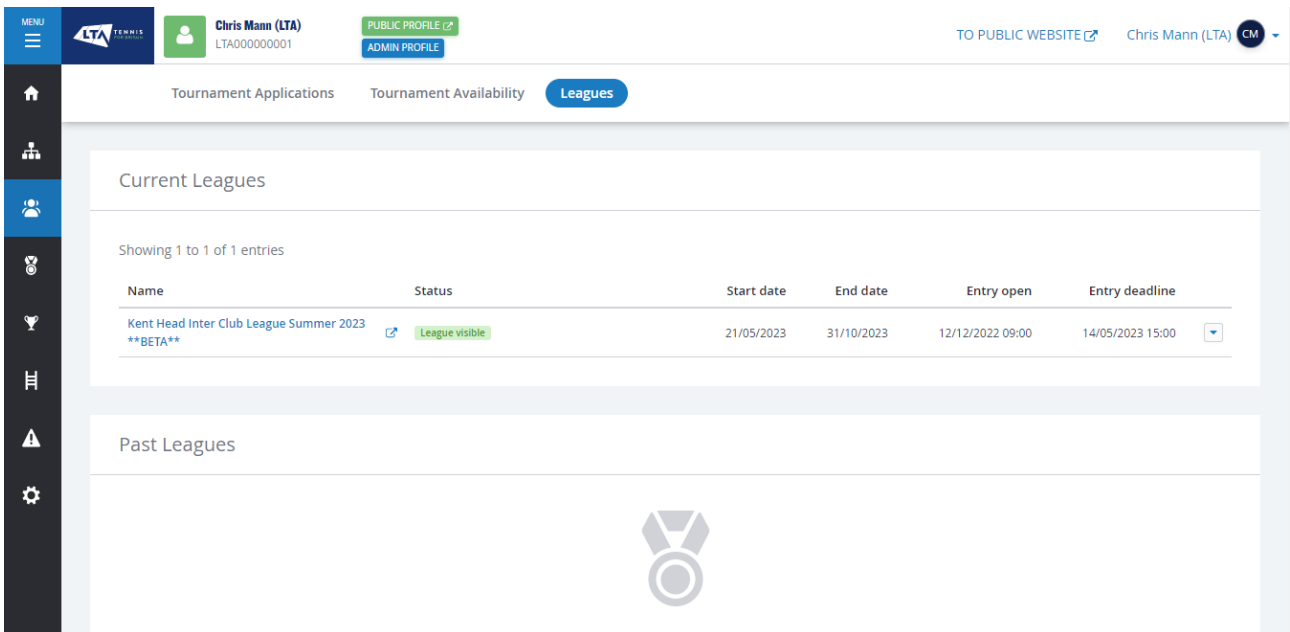 MENU
LTA TENNIS
FOR BRITAIN
Chris Mann (LTA)
LTA000000001
PUBLIC PROFILE
ADMIN PROFILE
TO PUBLIC WEBSITE
Chris Mann (LTA)
CM
Tournament Applications
Tournament Availability
Leagues
Current Leagues
Showing 1 to 1 of 1 entries
Name Status Start date End date Entry open Entry deadline
Kent Head Inter Club League Summer 2023
**BETA**
League visible 21/05/2023 31/10/2023 12/12/2022 09:00 14/05/2023 15:00
Past Leagues